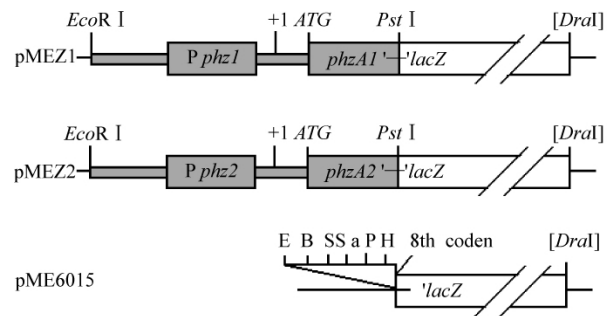 EcoR I +1 ATG Pst I [DraI]
pMEZ1 P phz1 phzA1 '–'lacZ
EcoR I +1 ATG Pst I [DraI]
pMEZ2 P phz2 phzA2 '–'lacZ
E B SS a P H 8th coden [DraI]
pME6015 'lacZ